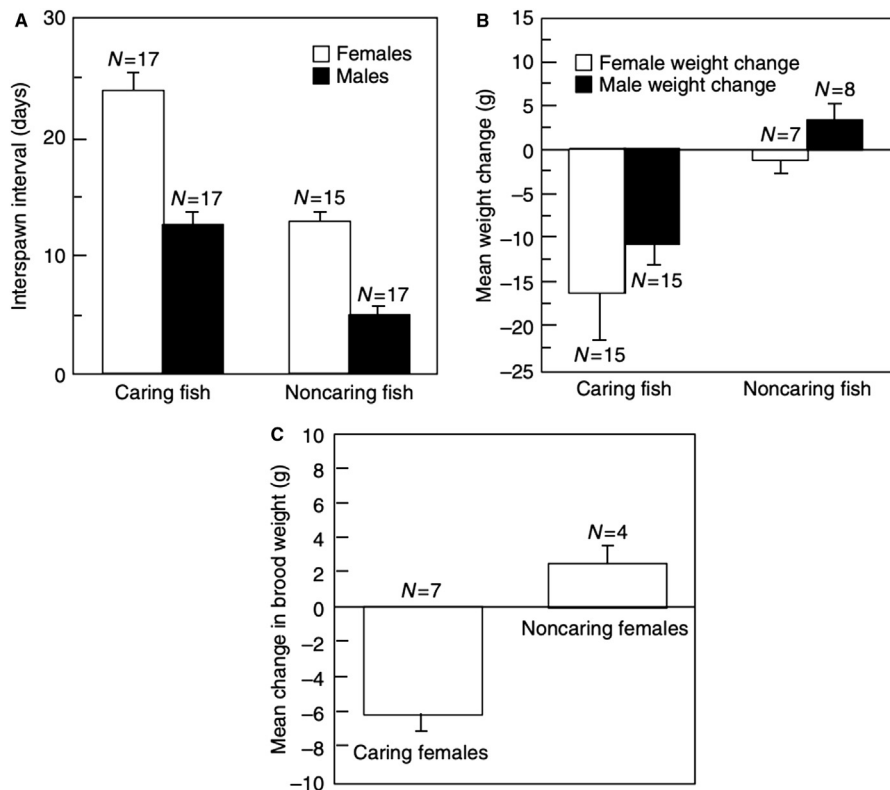 A
30
20
10
0
Interspawn interval (days)
N=17
N=17
N=15
N=17
Females
Males
Caring fish
Noncaring fish
B
15
10
5
0
−5
−10
−15
−20
−25
Mean weight change (g)
Female weight change
Male weight change
N=8
N=7
N=15
N=15
Caring fish
Noncaring fish
C
10
8
6
4
2
0
−2
−4
−6
−8
−10
Mean change in brood weight (g)
N=4
N=7
Noncaring females
Caring females